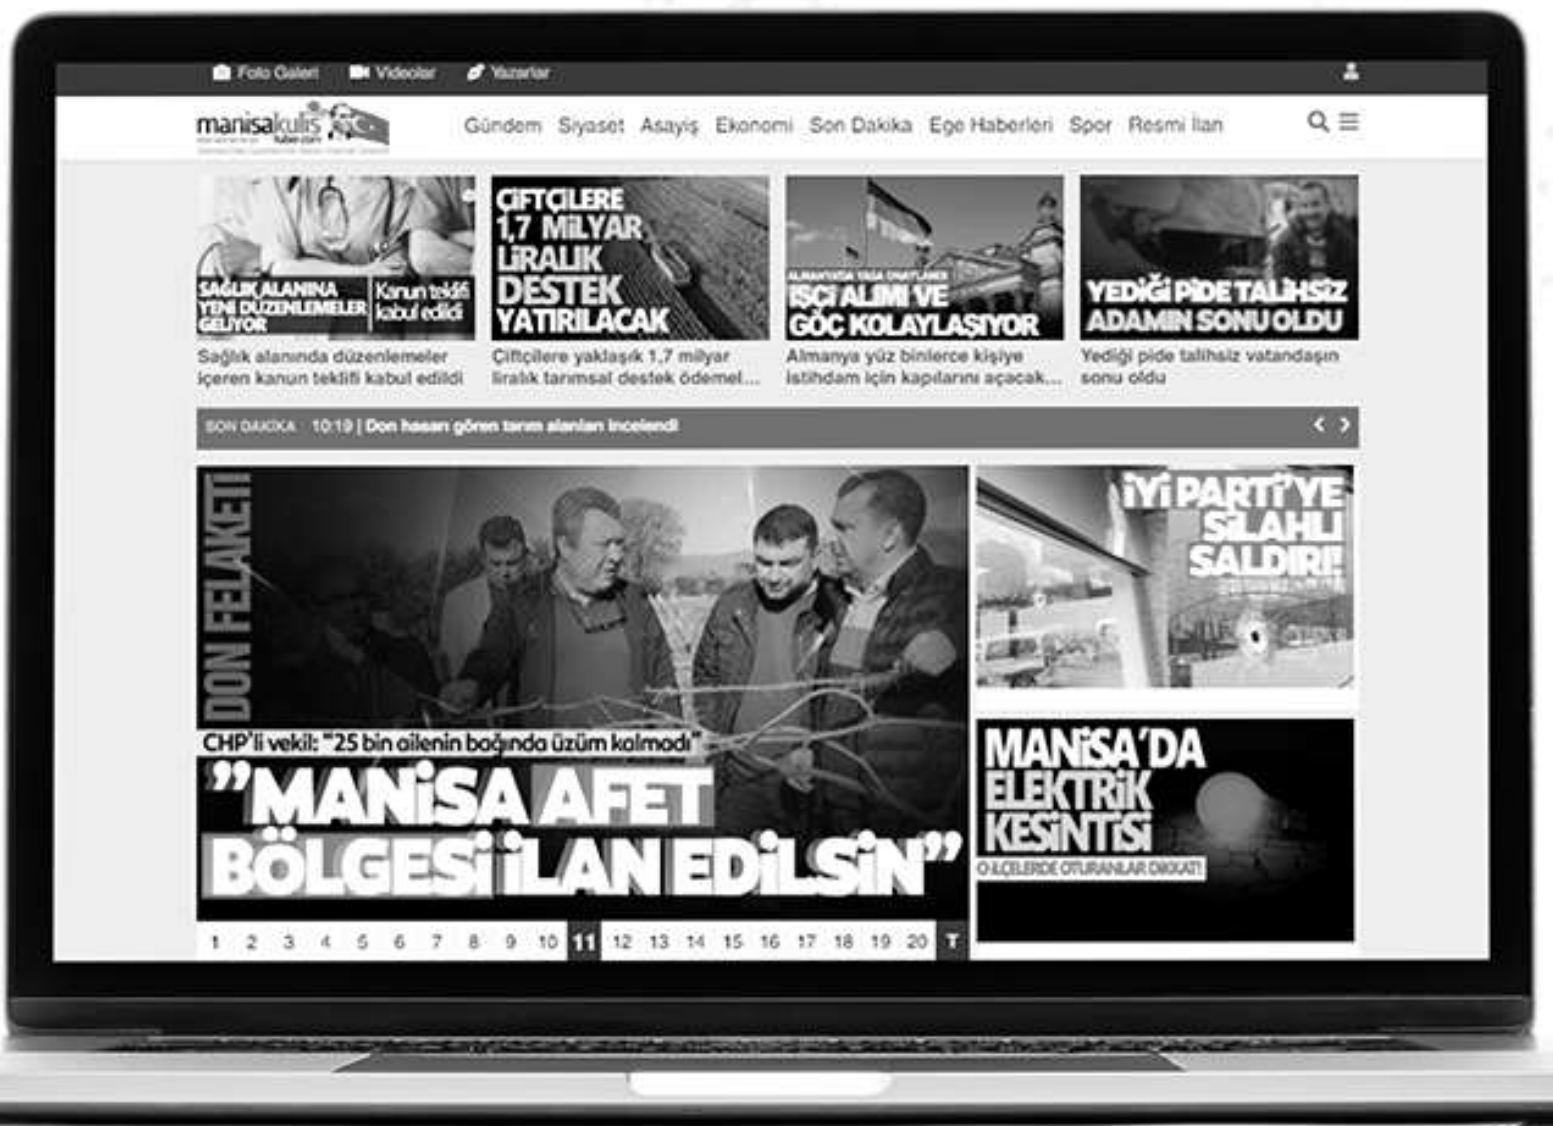 Foto Galeri Videolar Yazarlar
manisakulis
haber.com
Gündem Siyaset Asayiş Ekonomi Son Dakika Ege Haberleri Spor Resmi İlan
SAĞLIK ALANINA
YENİ DÜZENLEMELER
GELİYOR
Kanun teklifi
kabul edildi
Sağlık alanında düzenlemeler
içeren kanun teklifi kabul edildi
ÇİFTÇİLERE
1,7 MİLYAR
LİRALIK
DESTEK
YATIRILACAK
Çiftçilere yaklaşık 1,7 milyar
liralık tarımsal destek ödemel...
ALMANYA'DA YASA ONAYLANDI
İŞÇİ ALIMI VE
GÖÇ KOLAYLAŞIYOR
Almanya yüz binlerce kişiye
istihdam için kapılarını açacak...
YEDİĞİ PİDE TALİHSİZ
ADAMIN SONU OLDU
Yediği pide talihsiz vatandaşın
sonu oldu
SON DAKİKA 10:19 | Don hasarı gören tarım alanları incelendi
DON FELAKETİ
CHP'li vekil: "25 bin ailenin bağında üzüm kalmadı"
"MANİSA AFET
BÖLGESİ İLAN EDİLSİN"
1 2 3 4 5 6 7 8 9 10 11 12 13 14 15 16 17 18 19 20 T
İYİ PARTİ'YE
SİLAHLI
SALDIRI!
MANİSA'DA
ELEKTRİK
KESİNTİSİ
O İLÇELERDE OTURANLAR DİKKAT!